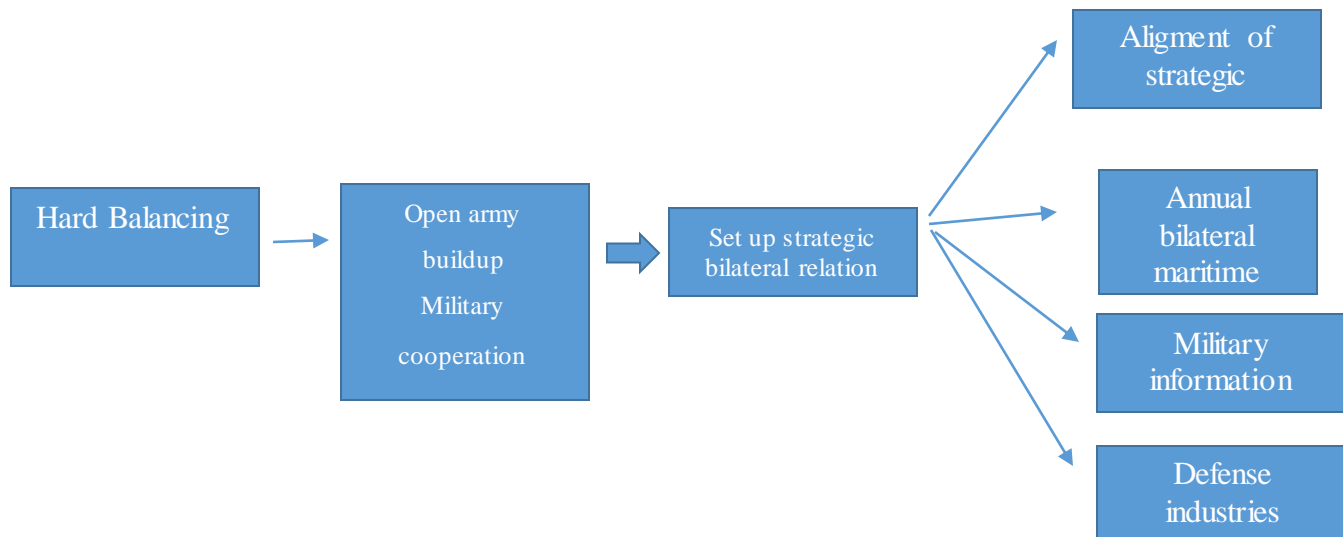 Hard Balancing
Open army
buildup
Military
cooperation
Set up strategic
bilateral relation
Aligment of
strategic
Annual
bilateral
maritime
Military
information
Defense
industries